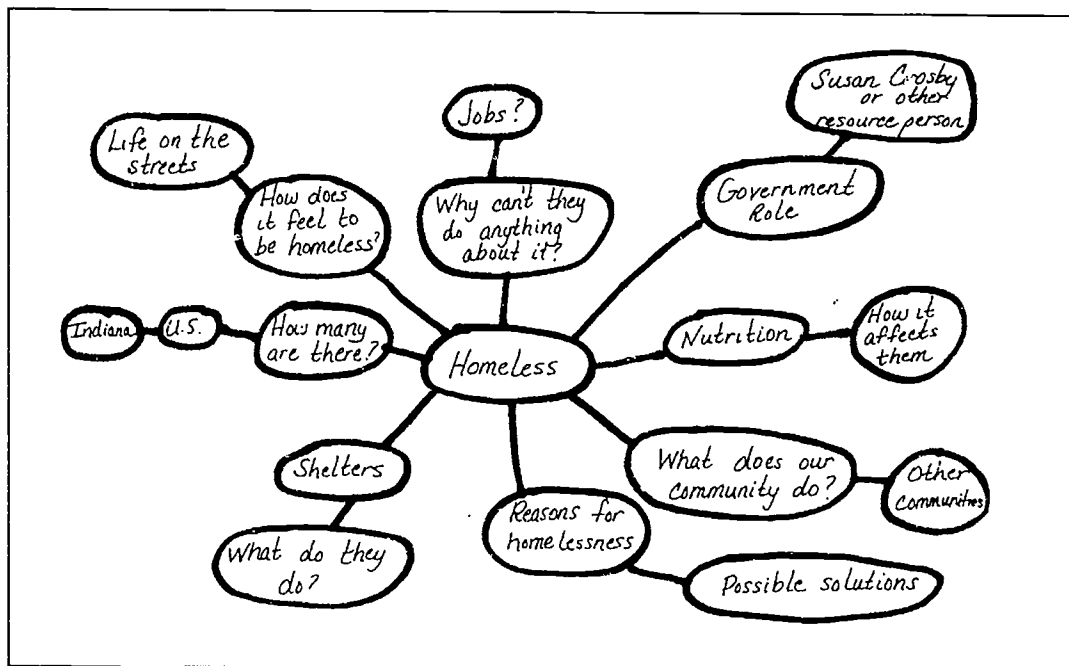 Susan Crosby
or other
resource person
Jobs?
Life on the
streets
Government
Role
How does
it feel to
be homeless?
Why can't they
do anything
about it?
Indiana
U.S.
How many
are there?
Homeless
Nutrition
How it
affects
them
Shelters
What does our
community do?
Other
Communities
What do they
do?
Reasons for
homelessness
Possible solutions